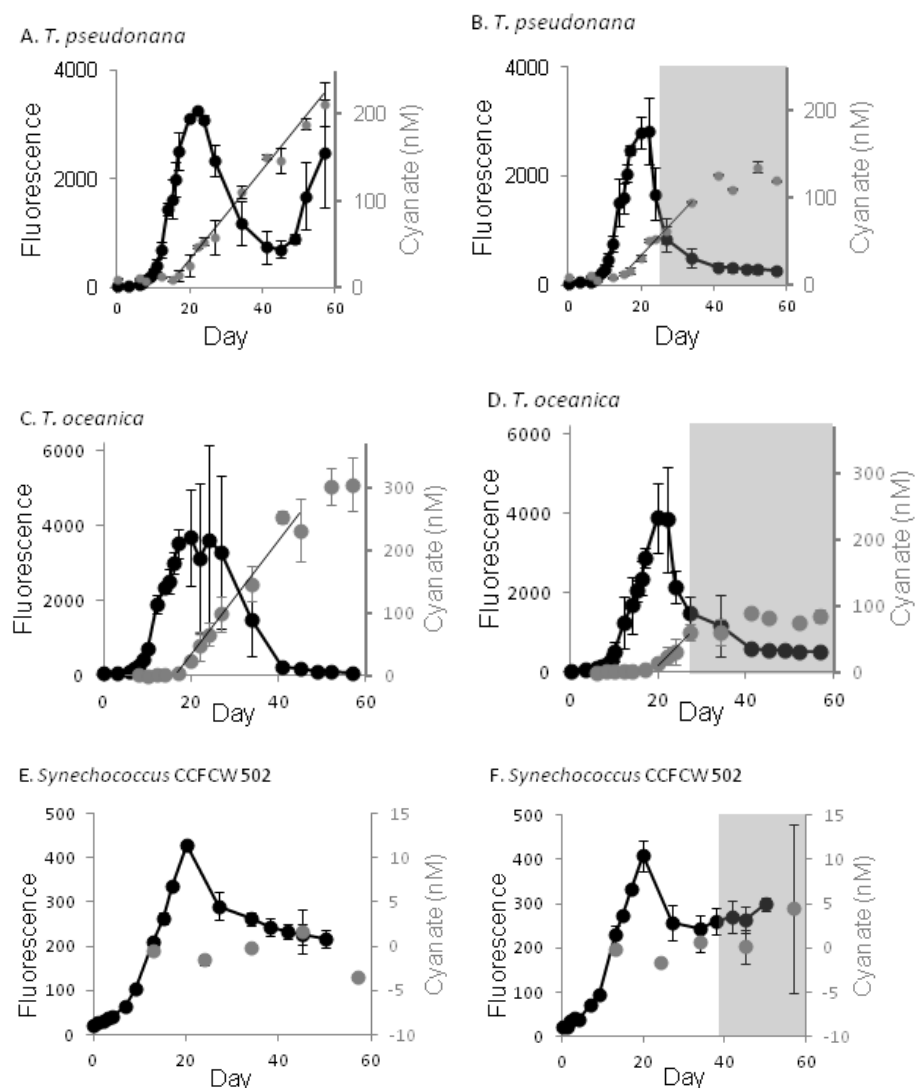 A. T. pseudonana
4000
2000
0
Fluorescence
200
100
0
Cyanate (nM)
0 20 40 60
Day
B. T. pseudonana
4000
2000
0
Fluorescence
200
100
0
Cyanate (nM)
0 20 40 60
Day
C. T. oceanica
6000
4000
2000
0
Fluorescence
300
200
100
0
Cyanate (nM)
0 20 40 60
Day
D. T. oceanica
6000
5000
4000
3000
2000
1000
0
Fluorescence
300
200
100
0
Cyanate (nM)
0 20 40 60
Day
E. Synechococcus CCFCW 502
500
400
300
200
100
0
Fluorescence
15
10
5
0
-5
-10
Cyanate (nM)
0 20 40 60
Day
F. Synechococcus CCFCW 502
500
400
300
200
100
0
Fluorescence
15
10
5
0
-5
-10
Cyanate (nM)
0 20 40 60
Day